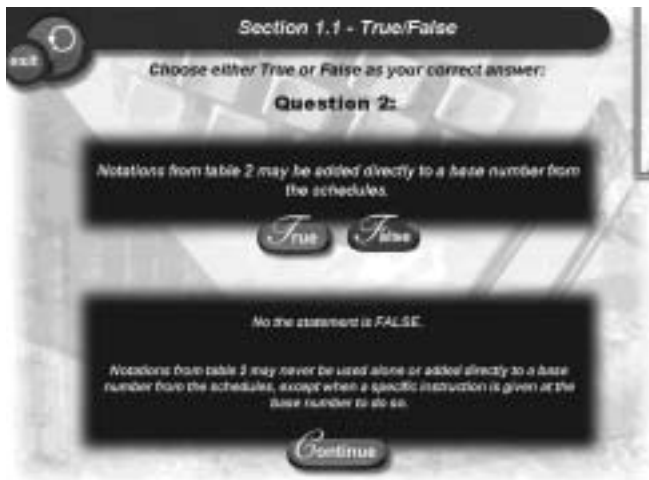 Section 1.1 - True/False
exit
Choose either True or False as your correct answer:
Question 2:
Notations from table 2 may be added directly to a base number from
the schedules.
True False
No the statement is FALSE.
Notations from table 2 may never be used alone or added directly to a base
number from the schedules, except when a specific instruction is given at the
base number to do so.
Continue